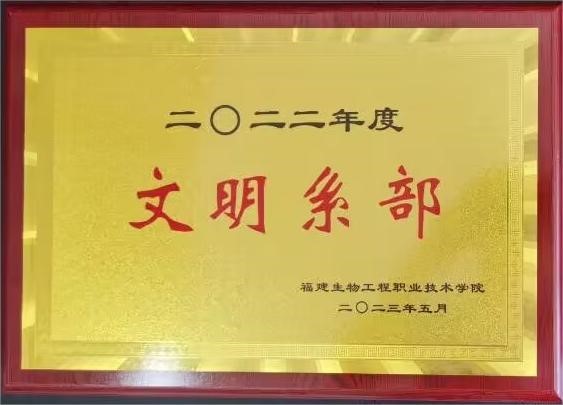 二〇二二年度
文明系部
福建生物工程职业技术学院
二〇二三年五月